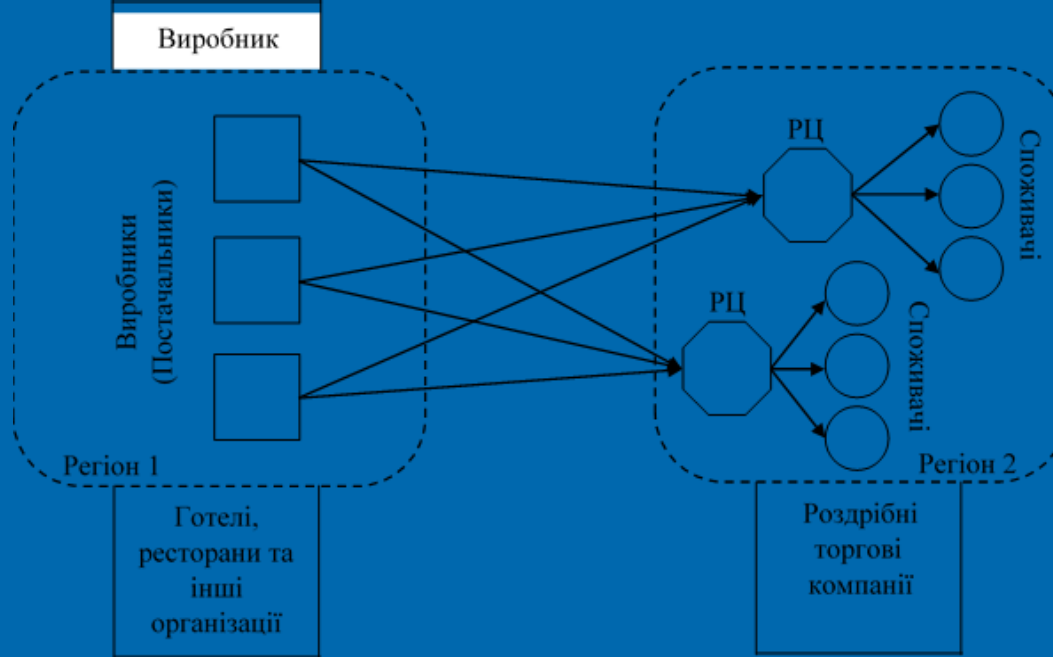 Виробник
Виробники
(Постачальники)
Регіон 1
РЦ
Споживачі
РЦ
Споживачі
Регіон 2
Готелі,
ресторани та
інші
організації
Роздрібні
торгові
компанії